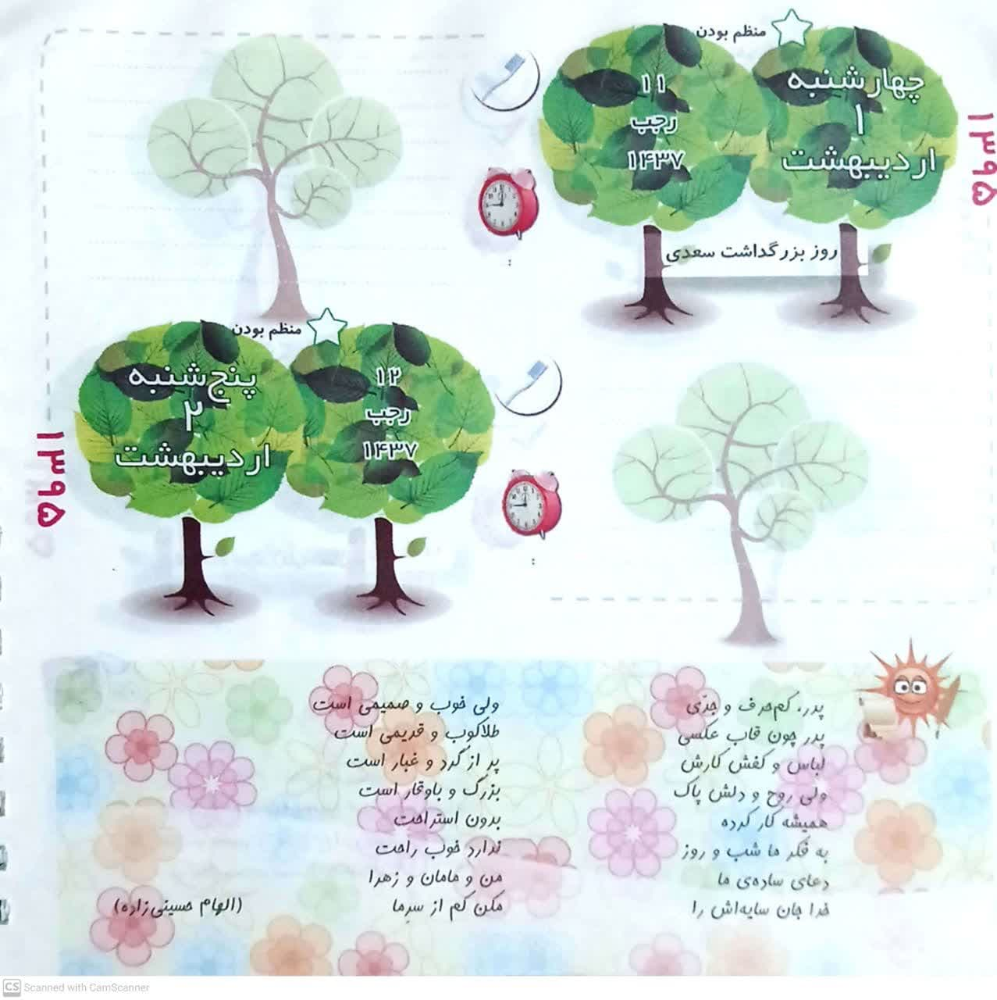 منظم بودن
چهارشنبه
۱
اردیبهشت
۱۱
رجب
۱۴۳۷
۱۳۹۵
روز بزرگداشت سعدی
:
منظم بودن
۱۲
رجب
۱۴۳۷
پنج‌شنبه
۲
اردیبهشت
۱۳۹۵
:
پدر، کم‌حرف و جدّی ولی خوب و صمیمی است
پدر چون قاب عکسی طلاکوب و قدیمی است
لباس و کفش کارش پر از گرد و غبار است
ولی روح و دلش پاک بزرگ و باوقار است
همیشه کار کرده بدون استراحت
به فکر ما شب و روز ندارد خوب راحت
دعای ساده‌ی ما من و مامان و زهرا
خدا جان سایه‌اش را مکن کم از سرما (الهام حسینی‌زاده)
CS Scanned with CamScanner